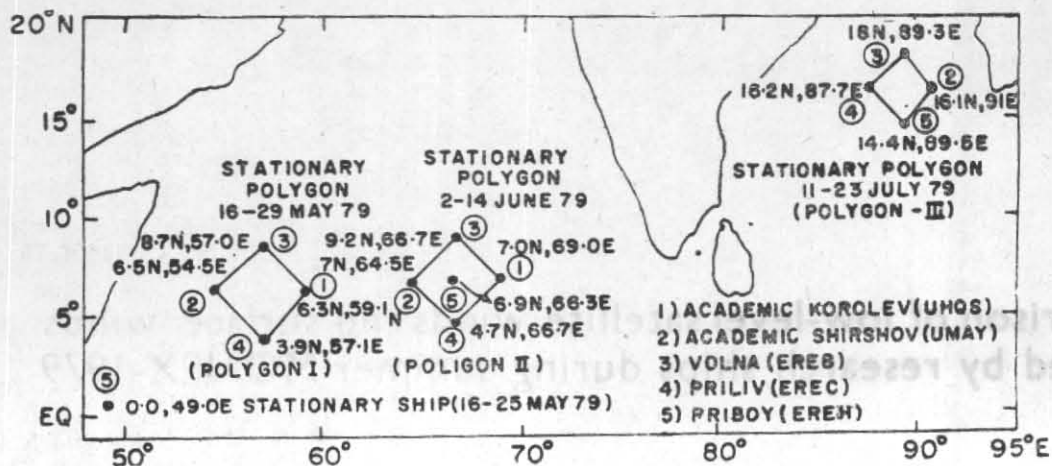 20°N
15°
10°
5°
EQ
50°
60°
70°
80°
90°
95°E
STATIONARY
POLYGON
16-29 MAY 79
8.7N,57.0E
③
6.5N,54.5E
②
①
6.3N,59.1N
④
3.9N,57.1E
(POLYGON I)
⑤
0.0,49.0E STATIONARY SHIP(16-25 MAY 79)
STATIONARY
POLYGON
2-14 JUNE 79
9.2N,66.7E
③
7.0N,69.0E
①
7N,64.5E
②
⑤
6.9N,66.3E
④
4.7N,66.7E
(POLIGON II)
18N,89.3E
③
②
16.2N,87.7E
④
16.1N,91E
⑤
14.4N,89.5E
STATIONARY POLYGON
11-23 JULY 79
(POLYGON -III)
1) ACADEMIC KOROLEV(UHQS)
2) ACADEMIC SHIRSHOV(UMAY)
3) VOLNA(EREB)
4) PRILIV(EREC)
5) PRIBOY(EREH)